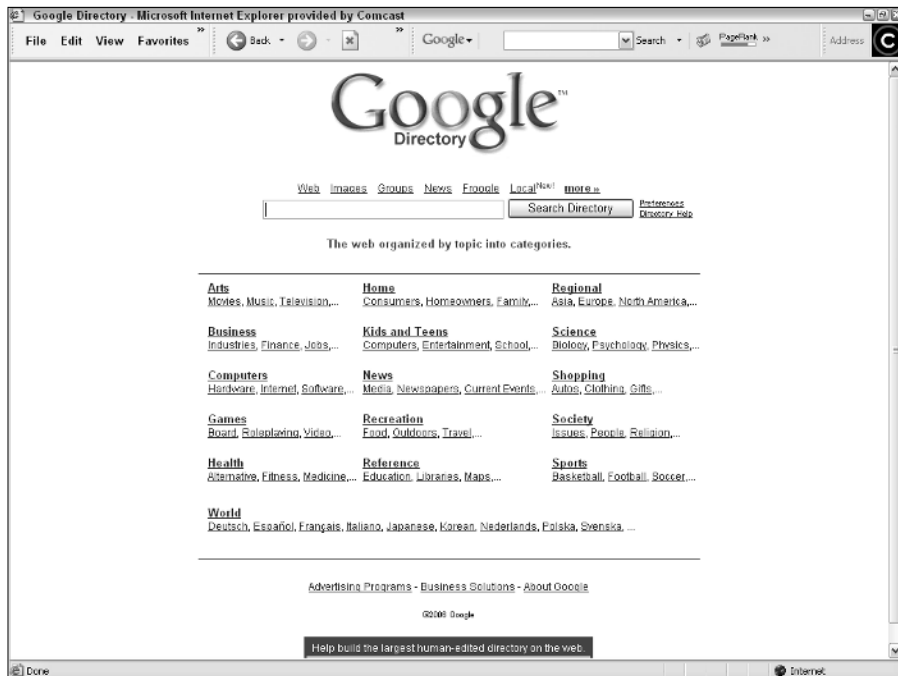 Google Directory - Microsoft Internet Explorer provided by Comcast
File Edit View Favorites » Back » Google Search PageRank » Address C
Google™
Directory
Web Images Groups News Froogle Local New! more »
Search Directory Preferences
Directory Help
The web organized by topic into categories.
Arts Home Regional
Movies, Music, Television,... Consumers, Homeowners, Family,... Asia, Europe, North America,...
Business Kids and Teens Science
Industries, Finance, Jobs,... Computers, Entertainment, School,... Biology, Psychology, Physics,...
Computers News Shopping
Hardware, Internet, Software,... Media, Newspapers, Current Events,... Autos, Clothing, Gifts,...
Games Recreation Society
Board, Roleplaying, Video,... Food, Outdoors, Travel,... Issues, People, Religion,...
Health Reference Sports
Alternative, Fitness, Medicine,... Education, Libraries, Maps,... Basketball, Football, Soccer,...
World
Deutsch, Español, Français, Italiano, Japanese, Korean, Nederlands, Polska, Svenska, ...
Advertising Programs - Business Solutions - About Google
©2006 Google
Help build the largest human-edited directory on the web.
Done Internet